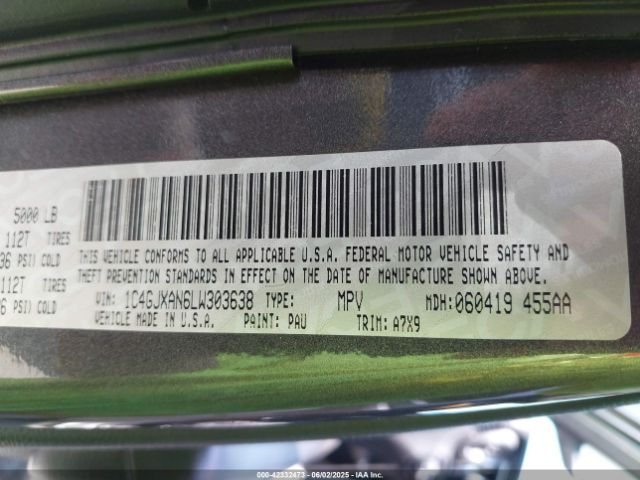 5000 LB
112T TIRES
36 PSI) COLD
112T TIRES
36 PSI) COLD
THIS VEHICLE CONFORMS TO ALL APPLICABLE U.S.A. FEDERAL MOTOR VEHICLE SAFETY AND
THEFT PREVENTION STANDARDS IN EFFECT ON THE DATE OF MANUFACTURE SHOWN ABOVE.
VIN: 1C4GJXAN6LW303638 TYPE: MPV MDH:060419 455AA
VEHICLE MADE IN U.S.A. PAINT: PAU TRIM: A7X9
000-42332473 - 06/02/2025 - IAA Inc.